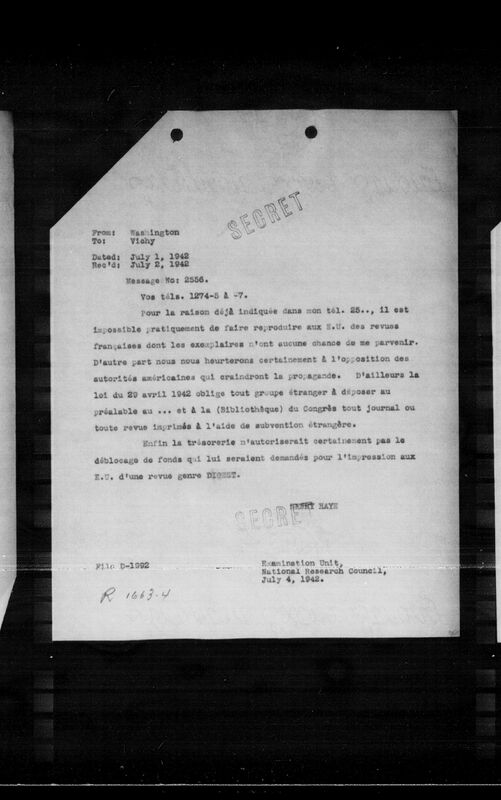 SECRET
From: Washington
To: Vichy
Dated: July 1, 1942
Rec'd: July 2, 1942
Message No: 2556.
Vos téls. 1274-5 à -7.
Pour la raison déjà indiquée dans mon tél. 25.., il est
impossible pratiquement de faire reproduire aux E.U. des revues
françaises dont les exemplaires n'ont aucune chance de me parvenir.
D'autre part nous nous heurterons certainement à l'opposition des
autorités américaines qui craindront la propagande. D'ailleurs la
loi du 29 avril 1942 oblige tout groupe étranger à déposer au
préalable au ... et à la (Bibliothèque) du Congrès tout journal ou
toute revue imprimés à l'aide de subvention étrangère.
Enfin la trésorerie n'autoriserait certainement pas le
déblocage de fonds qui lui seraient demandés pour l'impression aux
E.U. d'une revue genre DIGEST.
HENRY HAYE
SECRET
File D-1992
Examination Unit,
National Research Council,
July 4, 1942.
R 1663-4